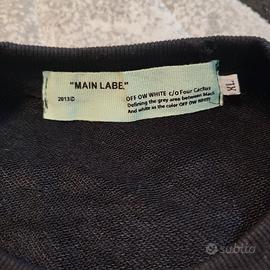 "MAIN LABEL"
2013©
OFF OW WHITE c/o Four Cactus
Defining the grey area between black
And white as the color OFF OW WHITE
XL
subito